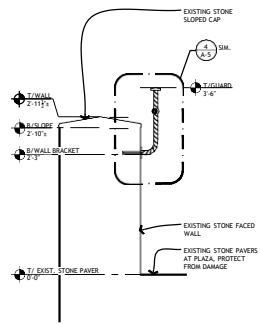 EXISTING STONE
SLOPED CAP
4
A-5
SIM.
T/GUARD
3'-6"
T/WALL
2'-11½"±
B/SLOPE
2'-10"±
B/WALL BRACKET
2'-3"
EXISTING STONE FACED
WALL
EXISTING STONE PAVERS
AT PLAZA, PROTECT
FROM DAMAGE
T/ EXIST. STONE PAVER
0'-0"